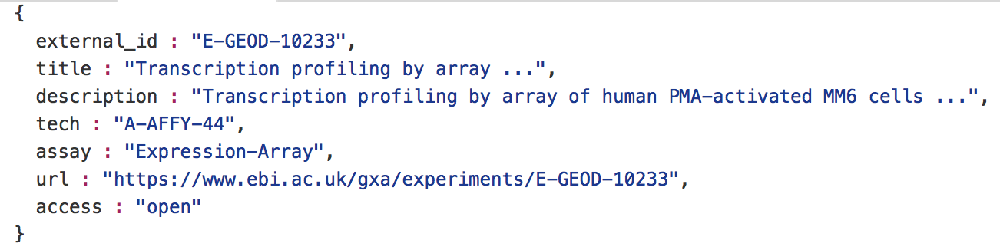 {
external_id : "E-GEOD-10233",
title : "Transcription profiling by array ...",
description : "Transcription profiling by array of human PMA-activated MM6 cells ...",
tech : "A-AFFY-44",
assay : "Expression-Array",
url : "https://www.ebi.ac.uk/gxa/experiments/E-GEOD-10233",
access : "open"
}